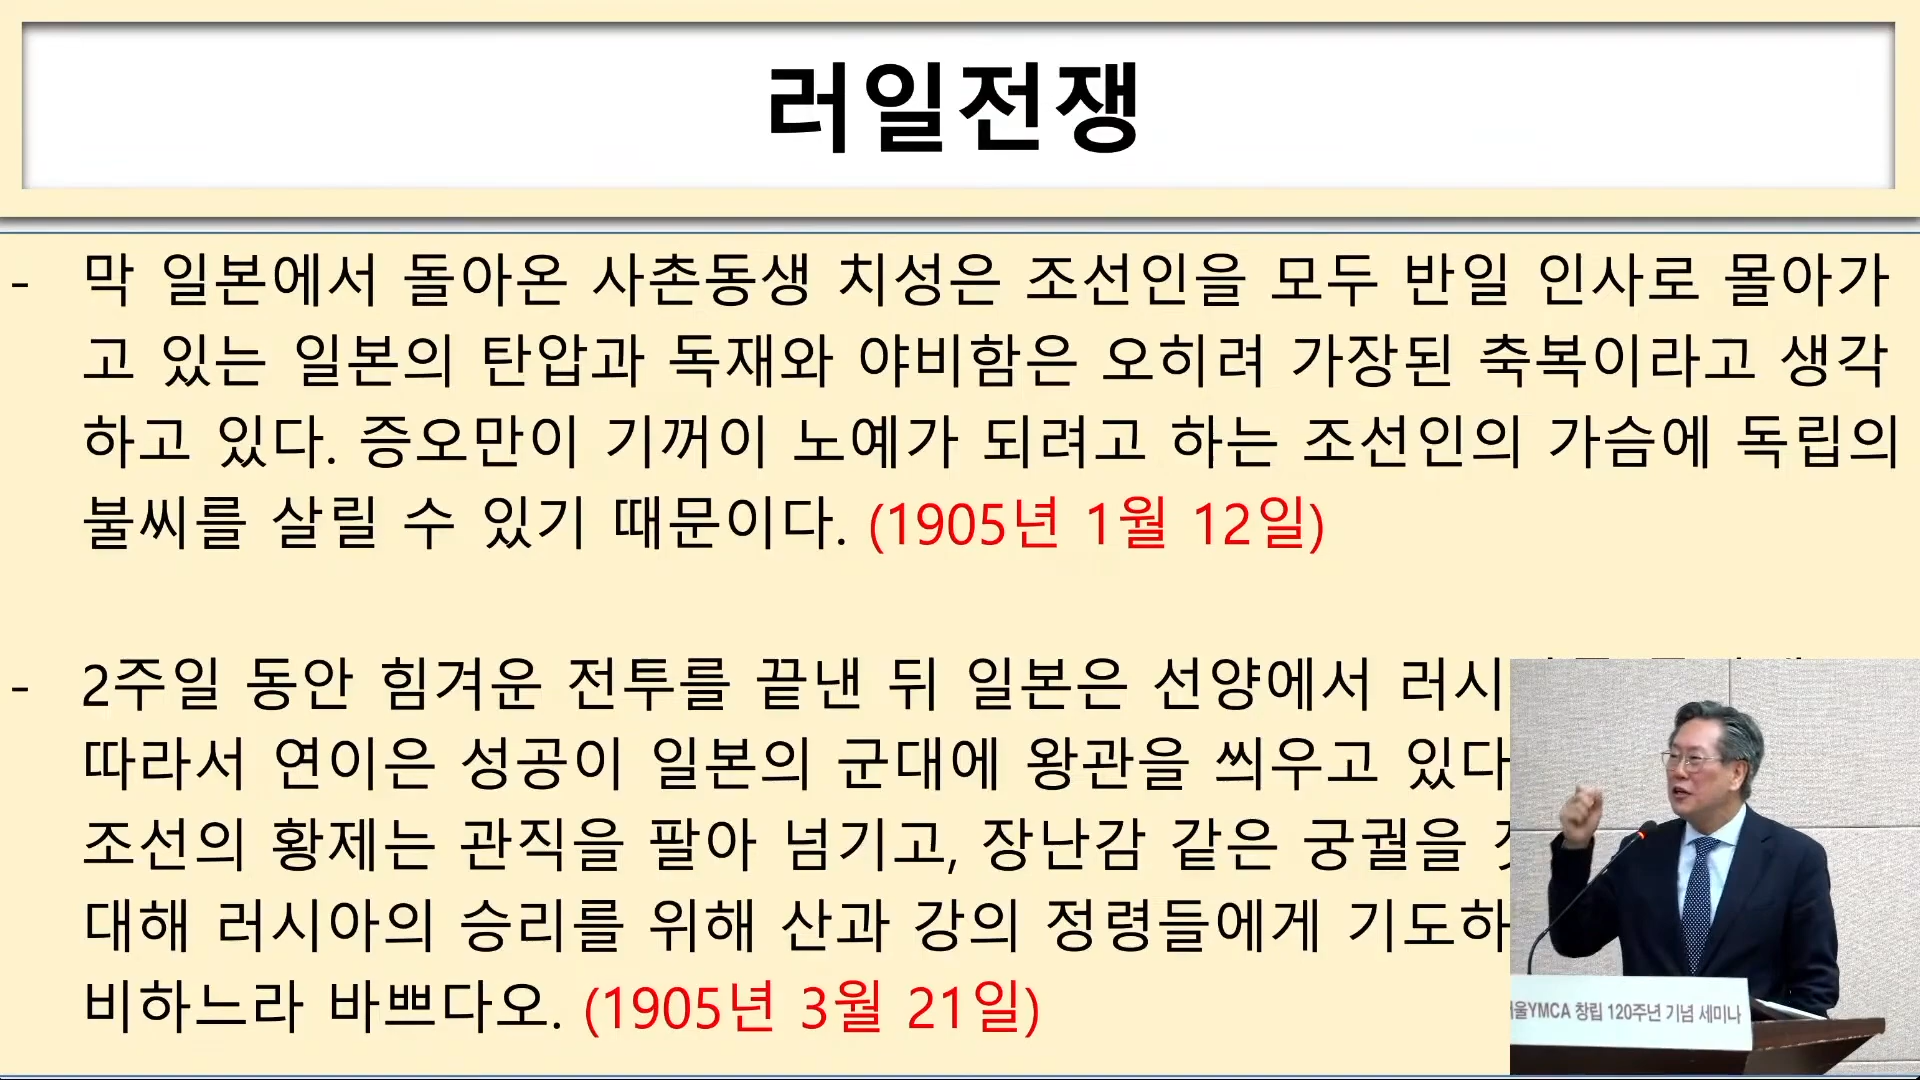 러일전쟁
- 막 일본에서 돌아온 사촌동생 치성은 조선인을 모두 반일 인사로 몰아가
고 있는 일본의 탄압과 독재와 야비함은 오히려 가장된 축복이라고 생각
하고 있다. 증오만이 기꺼이 노예가 되려고 하는 조선인의 가슴에 독립의
불씨를 살릴 수 있기 때문이다. (1905년 1월 12일)
- 2주일 동안 힘겨운 전투를 끝낸 뒤 일본은 선양에서 러시
따라서 연이은 성공이 일본의 군대에 왕관을 씌우고 있다
조선의 황제는 관직을 팔아 넘기고, 장난감 같은 궁궐을
대해 러시아의 승리를 위해 산과 강의 정령들에게 기도하
비하느라 바쁘다오. (1905년 3월 21일)
울YMCA 창립 120주년 기념 세미나